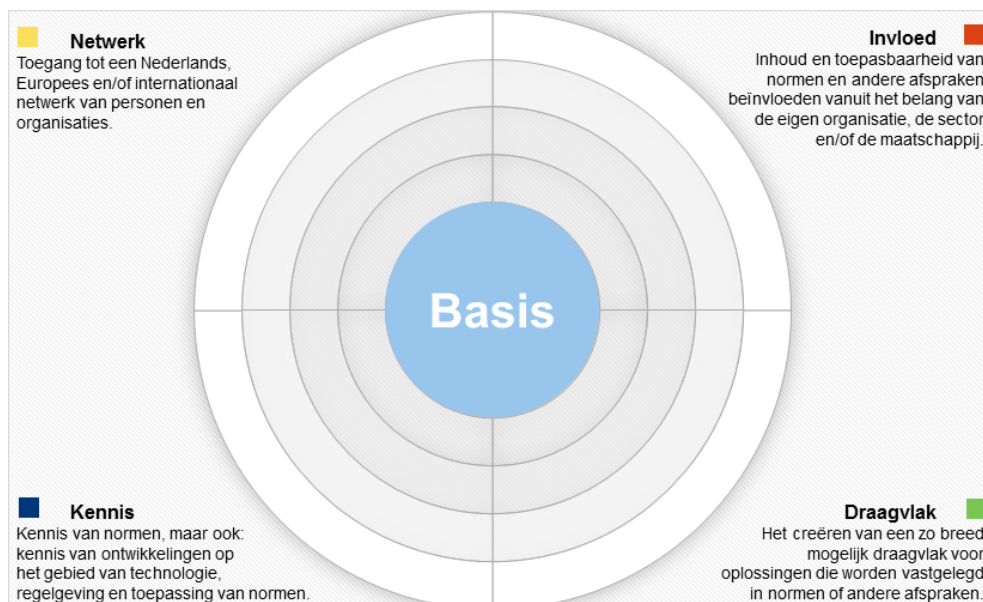 Netwerk
Toegang tot een Nederlands,
Europees en/of internationaal
netwerk van personen en
organisaties.
Invloed
Inhoud en toepasbaarheid van
normen en andere afspraken
beïnvloeden vanuit het belang van
de eigen organisatie, de sector
en/of de maatschappij.
Basis
Kennis
Kennis van normen, maar ook:
kennis van ontwikkelingen op
het gebied van technologie,
regelgeving en toepassing van normen.
Draagvlak
Het creëren van een zo breed
mogelijk draagvlak voor
oplossingen die worden vastgelegd
in normen of andere afspraken.